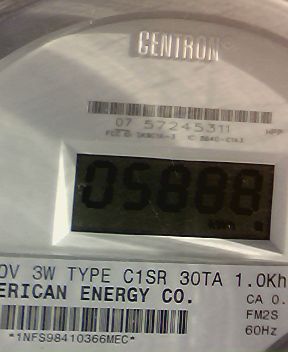 CENTRON
07 57245311
05888
0V 3W TYPE C1SR 30TA 1.0Kh
ERICAN ENERGY CO.
CA 0.
FM2S
*1NFS98410366MEC*
60Hz